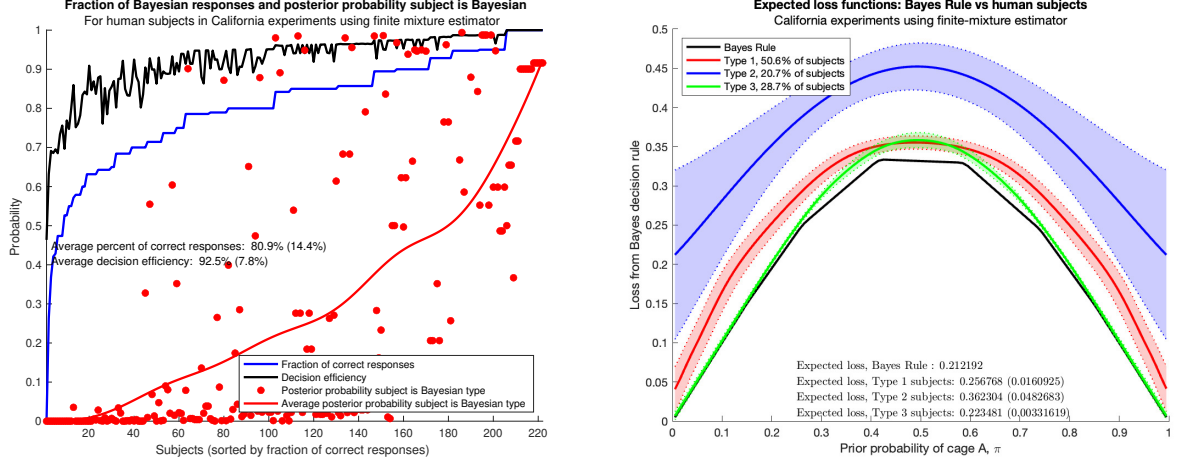 Fraction of Bayesian responses and posterior probability subject is Bayesian
For human subjects in California experiments using finite mixture estimator
1
0.9
0.8
0.7
0.6
0.5
0.4
0.3
0.2
0.1
0
Probability
Average percent of correct responses: 80.9% (14.4%)
Average decision efficiency: 92.5% (7.8%)
Fraction of correct responses
Decision efficiency
Posterior probability subject is Bayesian type
Average posterior probability subject is Bayesian type
20 40 60 80 100 120 140 160 180 200 220
Subjects (sorted by fraction of correct responses)
Expected loss functions: Bayes Rule vs human subjects
California experiments using finite-mixture estimator
0.5
0.45
0.4
0.35
0.3
0.25
0.2
0.15
0.1
0.05
0
Loss from Bayes decision rule
Bayes Rule
Type 1, 50.6% of subjects
Type 2, 20.7% of subjects
Type 3, 28.7% of subjects
Expected loss, Bayes Rule : 0.212192
Expected loss, Type 1 subjects: 0.256768 (0.0160925)
Expected loss, Type 2 subjects: 0.362304 (0.0482683)
Expected loss, Type 3 subjects: 0.223481 (0.00331619)
0 0.1 0.2 0.3 0.4 0.5 0.6 0.7 0.8 0.9 1
Prior probability of cage A, π